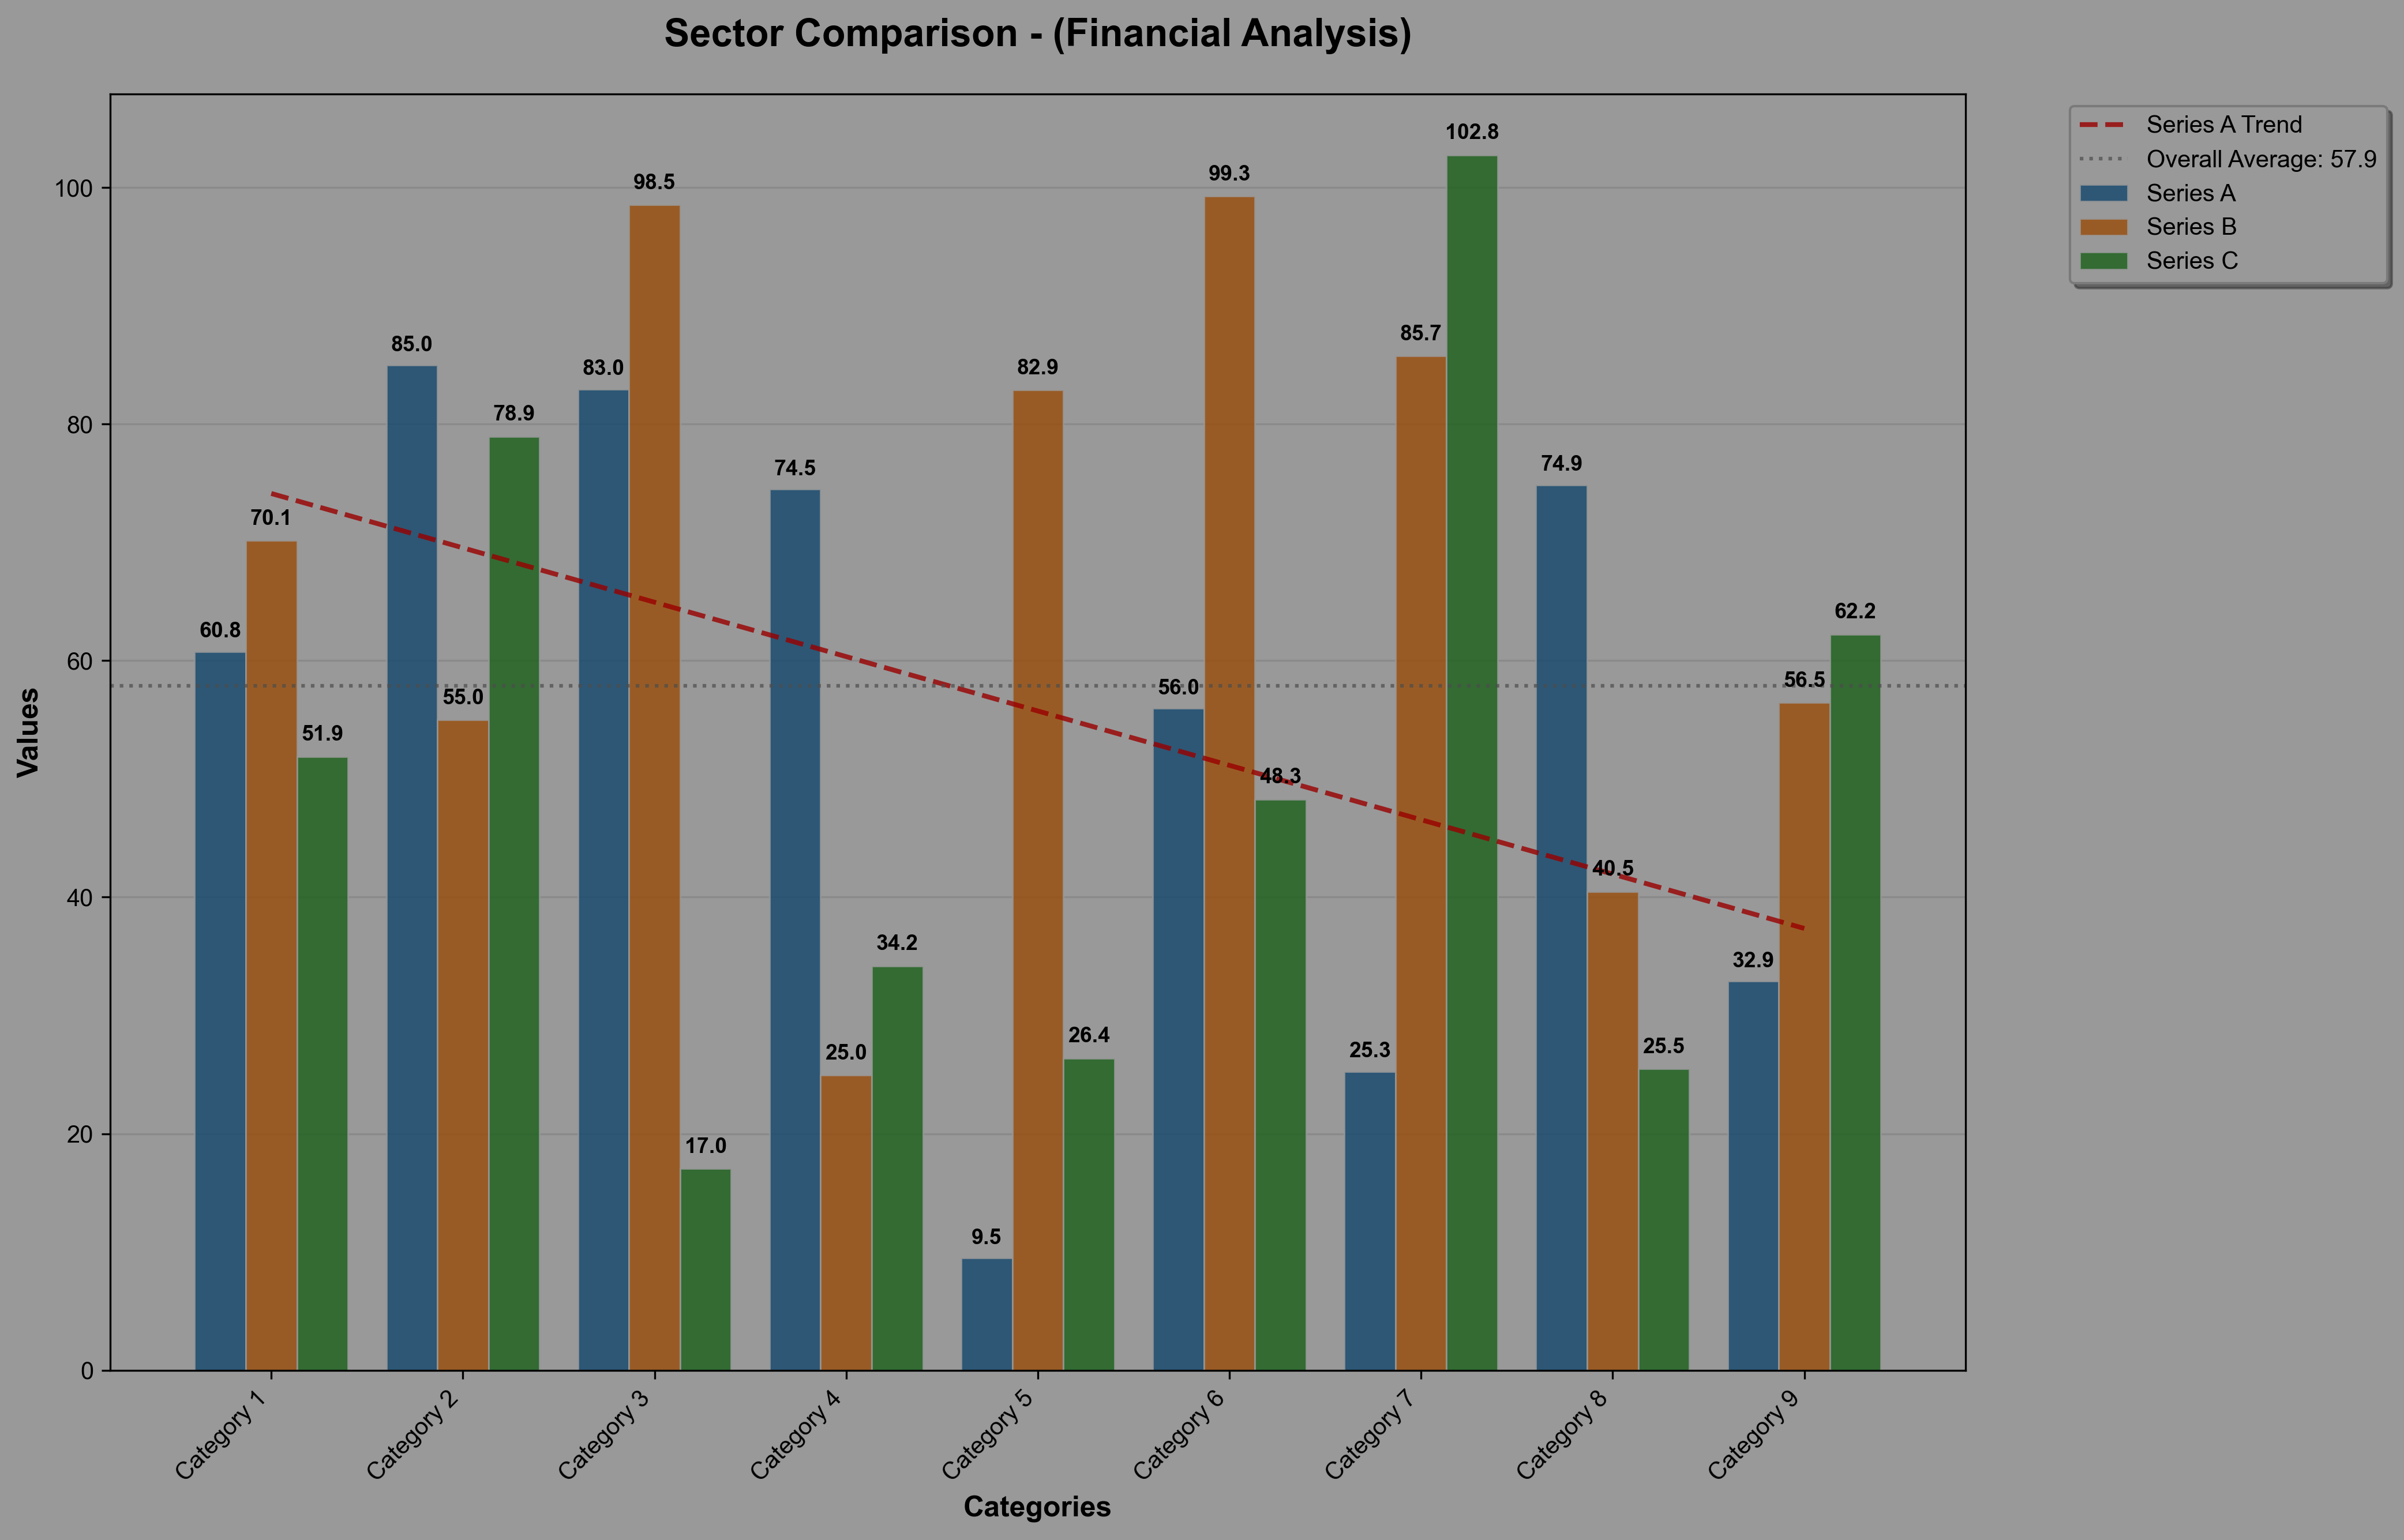 Sector Comparison - (Financial Analysis)
Series A Trend
Overall Average: 57.9
Series A
Series B
Series C
Values
100
80
60
40
20
0
60.8
70.1
51.9
85.0
55.0
78.9
83.0
98.5
17.0
74.5
25.0
34.2
9.5
82.9
26.4
56.0
99.3
48.3
25.3
85.7
102.8
74.9
40.5
25.5
32.9
56.5
62.2
Category 1
Category 2
Category 3
Category 4
Category 5
Category 6
Category 7
Category 8
Category 9
Categories